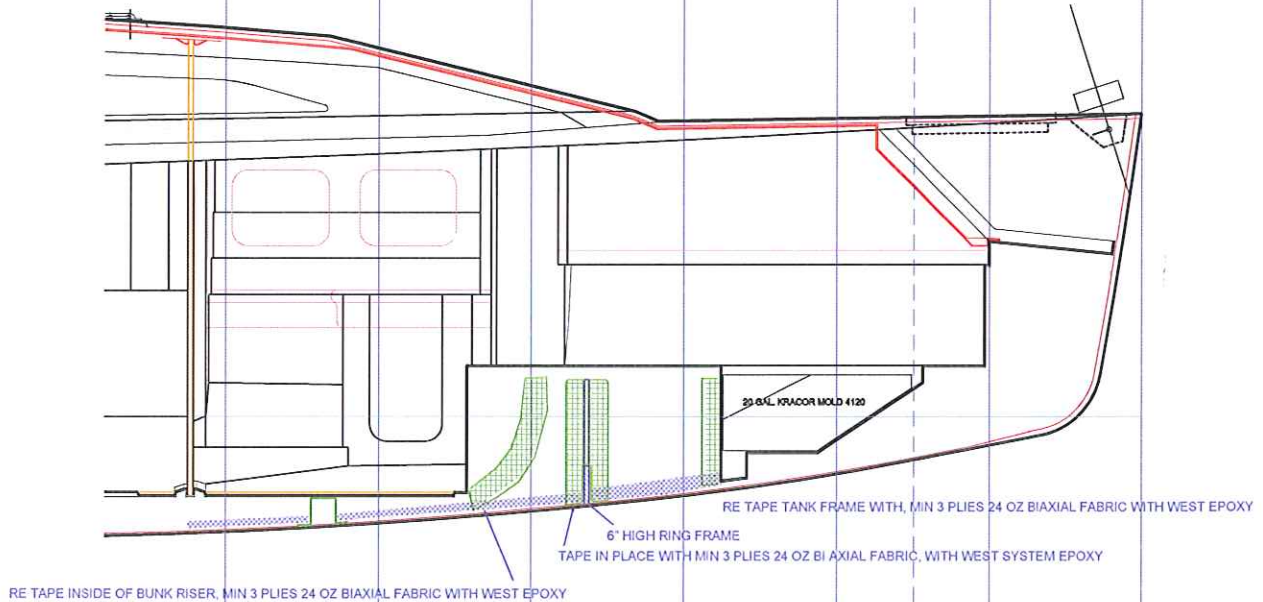 20 GAL. KRACOR MOLD 4120
RE TAPE TANK FRAME WITH, MIN 3 PLIES 24 OZ BIAXIAL FABRIC WITH WEST EPOXY
6" HIGH RING FRAME
TAPE IN PLACE WITH MIN 3 PLIES 24 OZ BI AXIAL FABRIC, WITH WEST SYSTEM EPOXY
RE TAPE INSIDE OF BUNK RISER, MIN 3 PLIES 24 OZ BIAXIAL FABRIC WITH WEST EPOXY